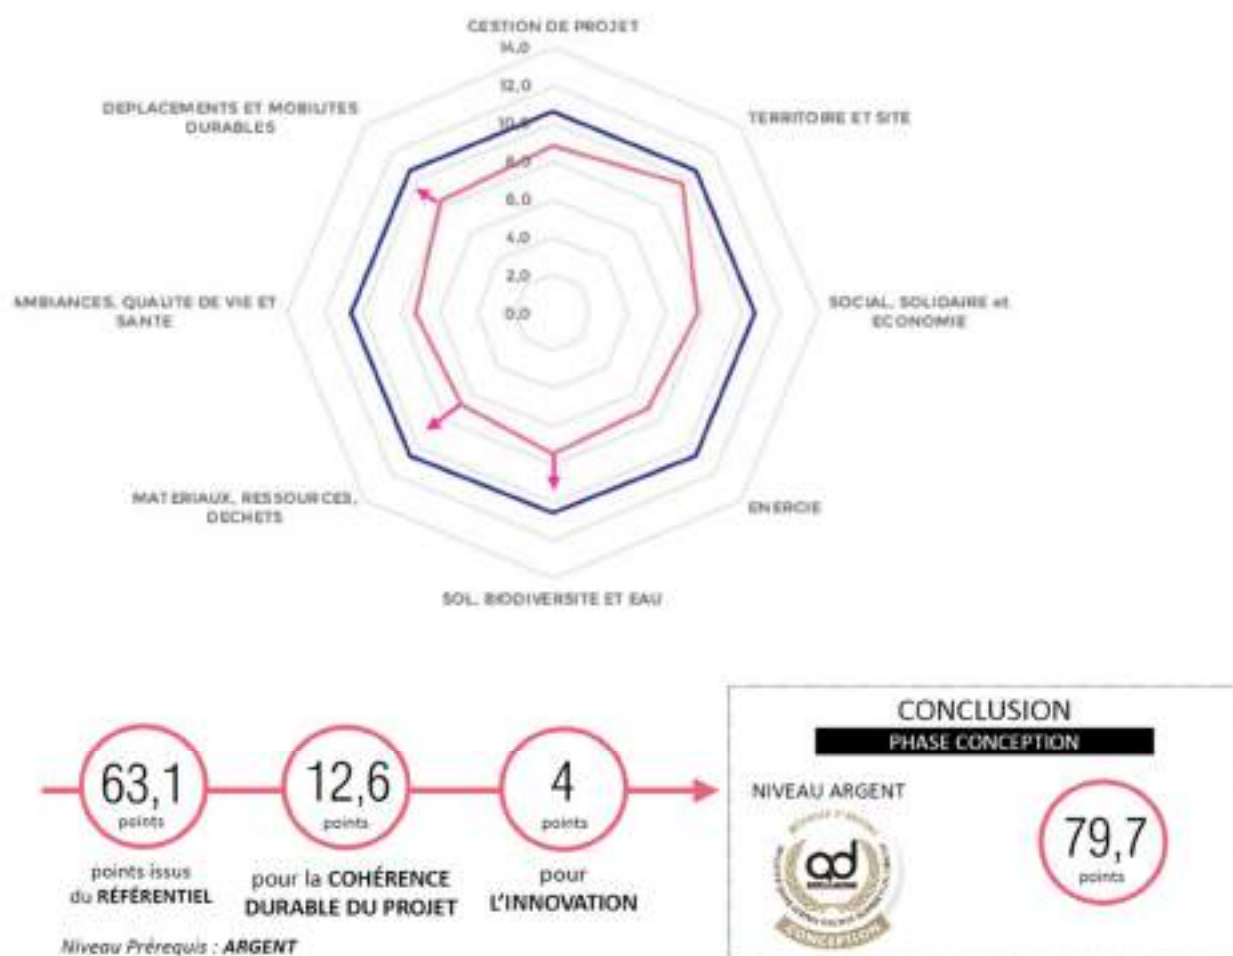 GESTION DE PROJET
14,0
12,0
10,0
8,0
6,0
4,0
2,0
0,0
DEPLACEMENTS ET MOBILITES
DURABLES
TERRITOIRE ET SITE
AMBIANCES, QUALITE DE VIE ET
SANTE
SOCIAL, SOLIDAIRE et
ECONOMIE
MATERIAUX, RESSOURCES,
DECHETS
ENERGIE
SOL, BIODIVERSITE ET EAU
63,1
points
12,6
points
4
points
points issus
du RÉFÉRENTIEL
pour la COHÉRENCE
DURABLE DU PROJET
pour
L'INNOVATION
Niveau Prérequis : ARGENT
CONCLUSION
PHASE CONCEPTION
NIVEAU ARGENT
qd
CONCEPTION
79,7
points